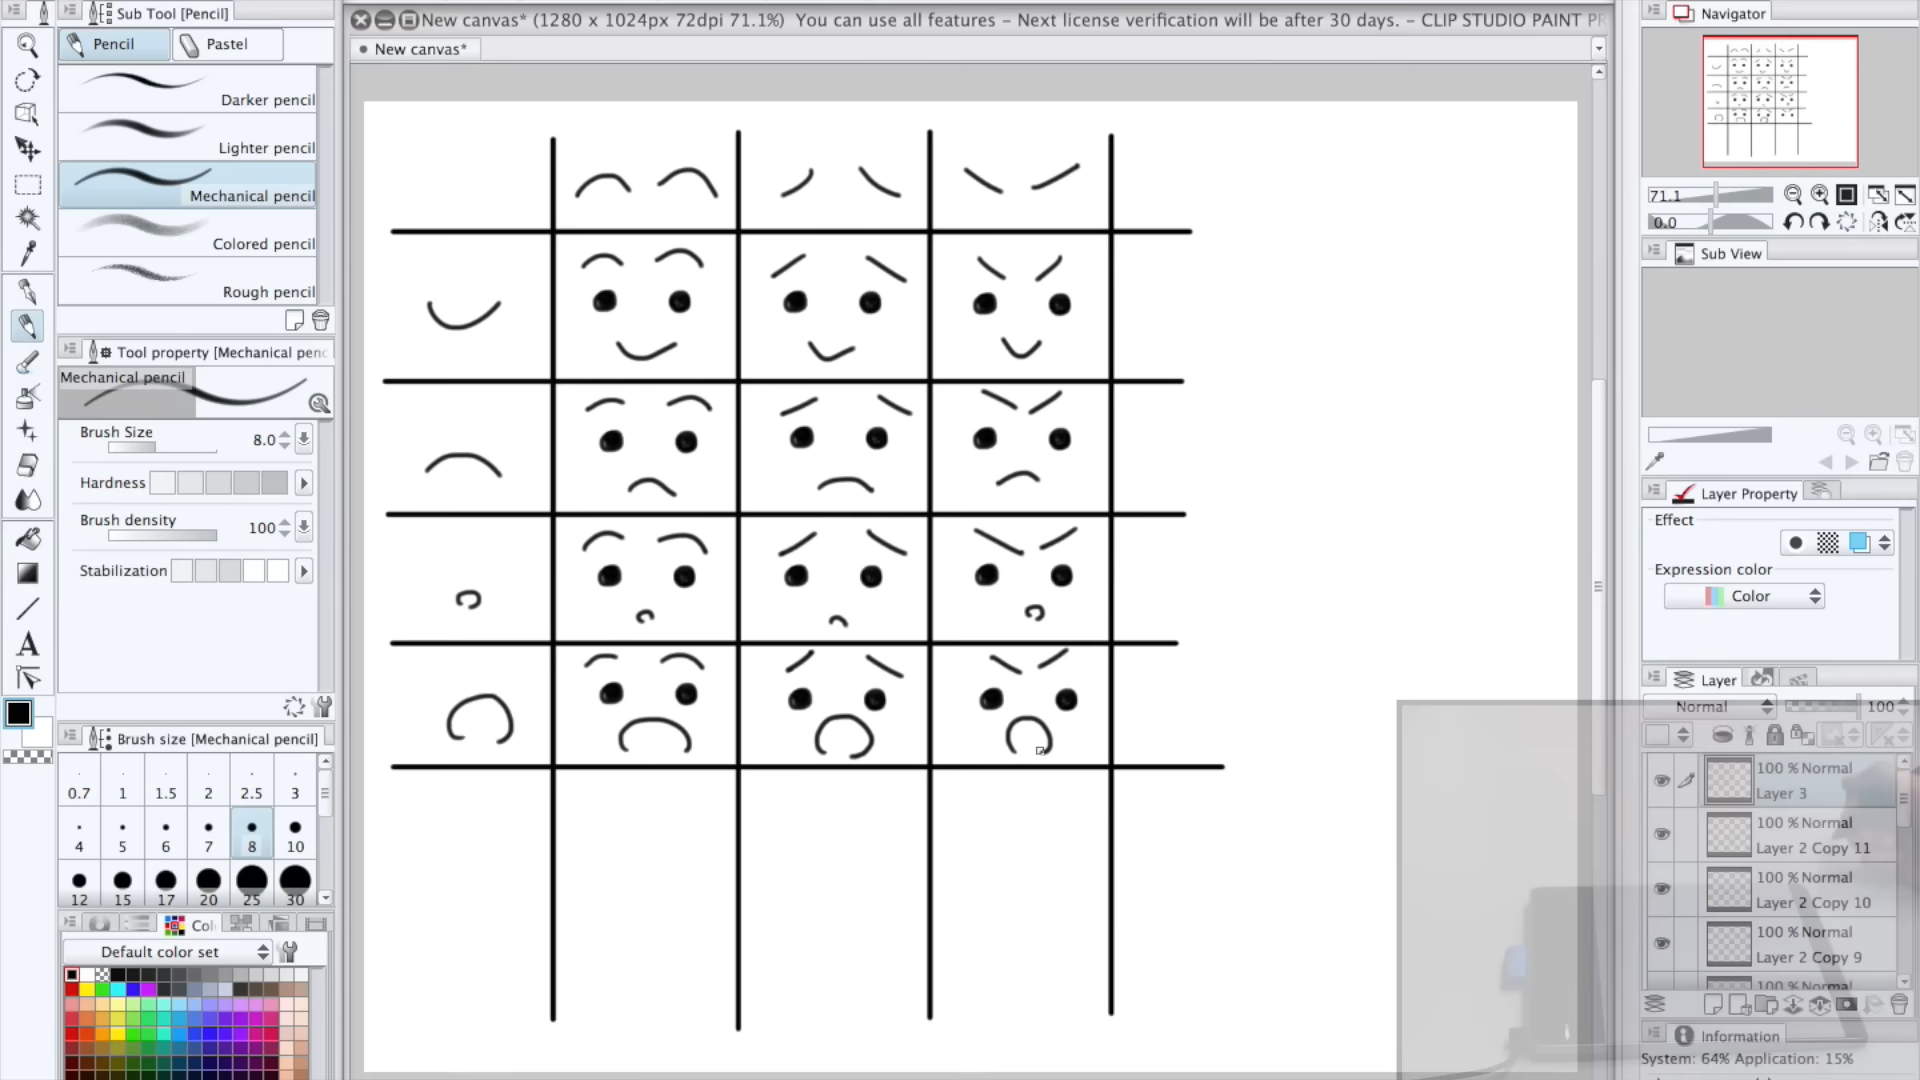 Sub Tool [Pencil]
Pencil
Pastel
Darker pencil
Lighter pencil
Mechanical pencil
Colored pencil
Rough pencil
Tool property [Mechanical penc
Mechanical pencil
Brush Size
8.0
Hardness
Brush density
100
Stabilization
Brush size [Mechanical pencil]
0.7 1 1.5 2 2.5 3
4 5 6 7 8 10
12 15 17 20 25 30
Col
Default color set
New canvas* (1280 x 1024px 72dpi 71.1%) You can use all features - Next license verification will be after 30 days. - CLIP STUDIO PAINT PR
New canvas*
Navigator
71.1
0.0
Sub View
Layer Property
Effect
Expression color
Color
Layer
Normal
100
100 % Normal
Layer 3
100 % Normal
Layer 2 Copy 11
100 % Normal
Layer 2 Copy 10
100 % Normal
Layer 2 Copy 9
100 % Normal
Information
System: 64% Application: 15%